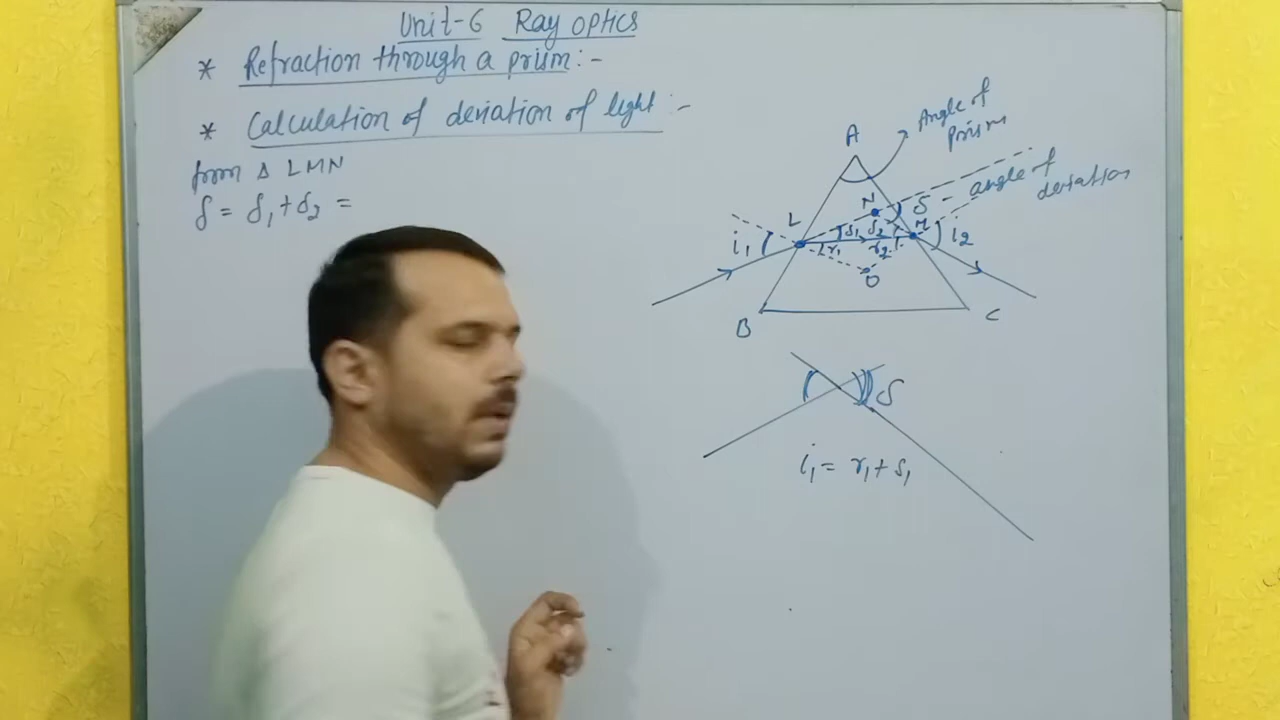 Unit-6 Ray optics
* Refraction through a prism:-
* Calculation of deviation of light:-
from Δ LMN
δ = δ₁+δ₂ =
A
Angle of
prism
angle of
deviation
N
δ
L
M
i₁
δ₁
δ₂
i₂
r₁
r₂
O
B
C
δ
i₁ = r₁+δ₁